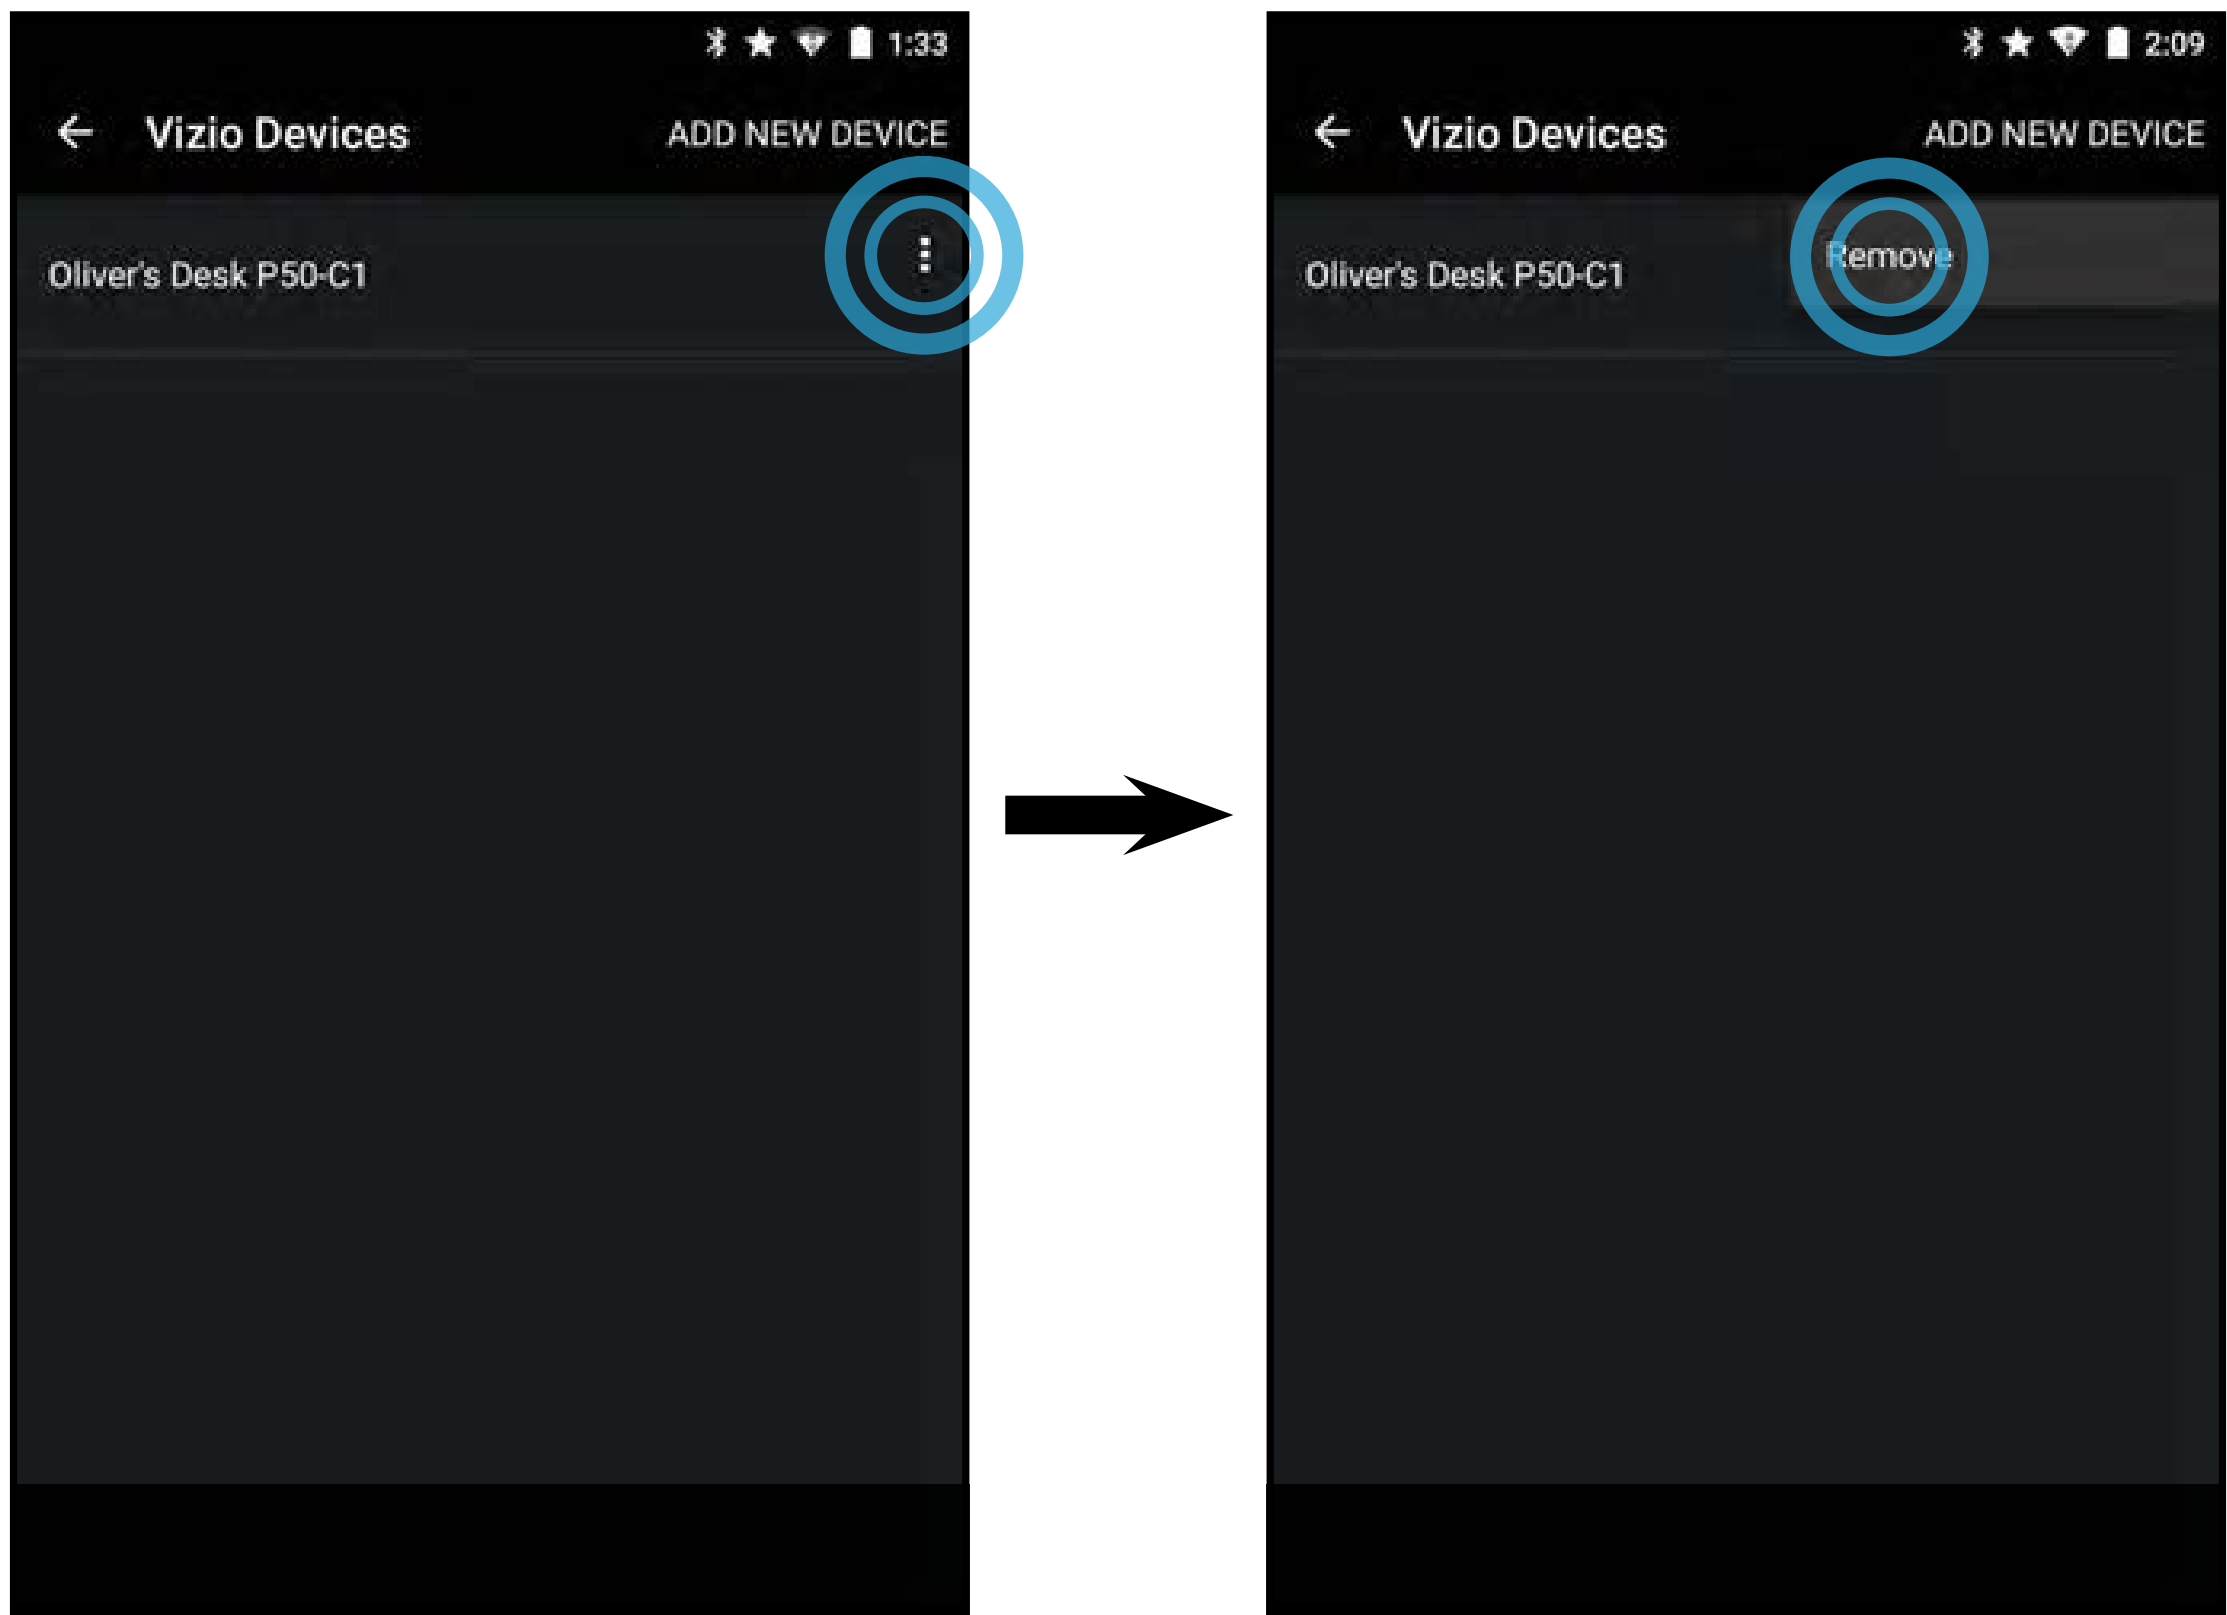 1:33
Vizio Devices ADD NEW DEVICE
Oliver's Desk P50-C1
2:09
Vizio Devices ADD NEW DEVICE
Remove
Oliver's Desk P50-C1